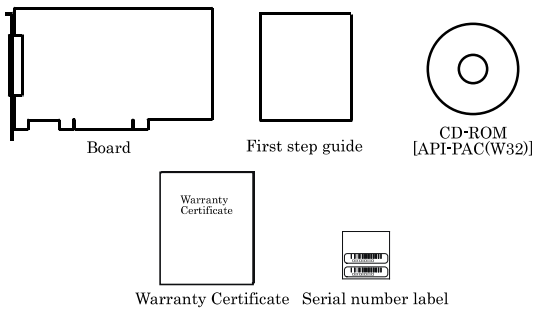 Board
First step guide
CD-ROM
[API-PAC(W32)]
Warranty
Certificate
Warranty Certificate
Serial number label